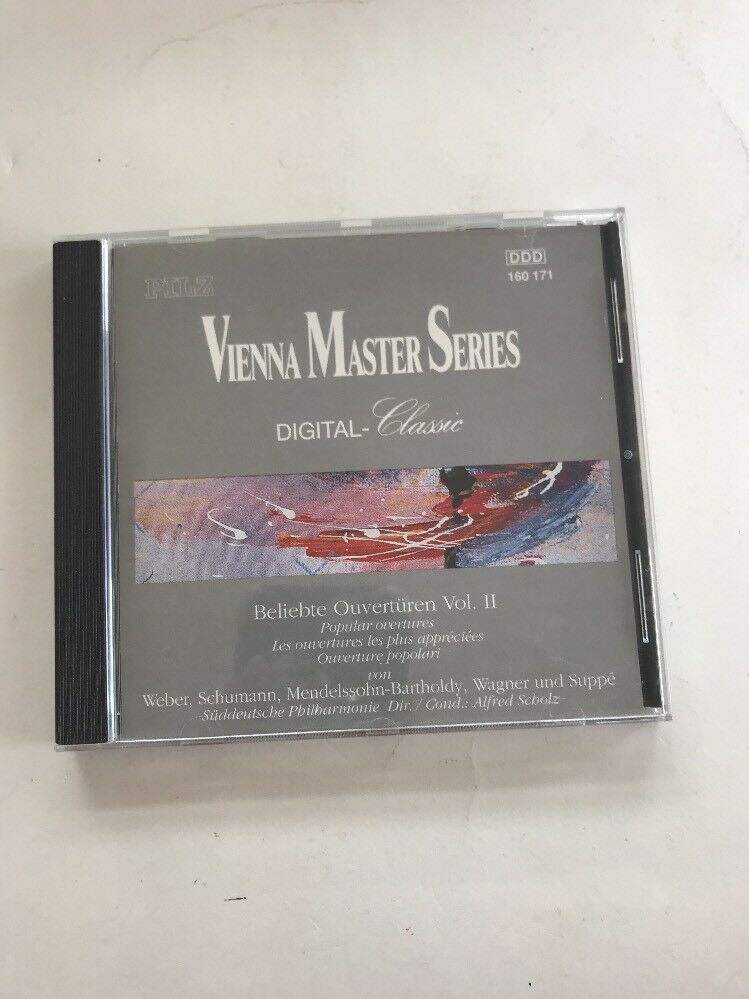 PILZ
DDD
160 171
VIENNA MASTER SERIES
DIGITAL-Classic
Beliebte Ouvertüren Vol. II
Popular overtures
Les ouvertures les plus appréciées
Ouverture popolari
von
Weber, Schumann, Mendelssohn-Bartholdy, Wagner und Suppé
-Süddeutsche Philharmonie Dir. / Cond.: Alfred Scholz-